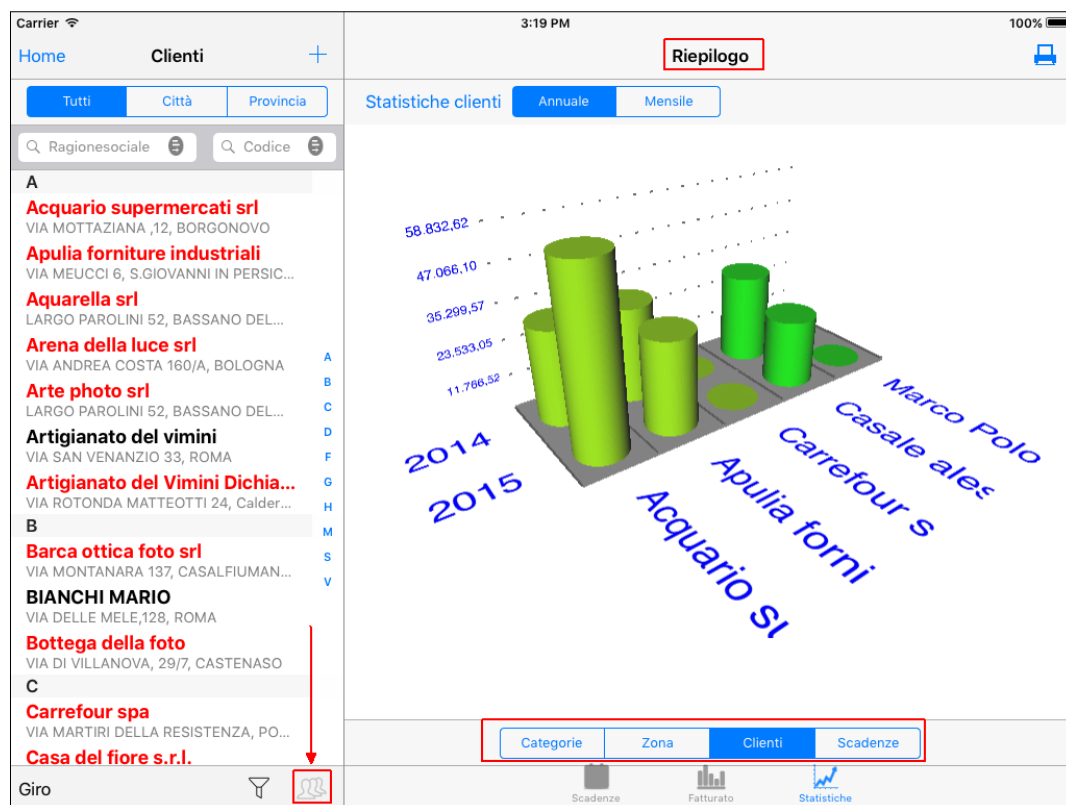 Carrier
3:19 PM
100%
Home
Clienti
+
Riepilogo
Tutti
Città
Provincia
Statistiche clienti
Annuale
Mensile
Ragionesociale
Codice
A
Acquario supermercati srl
VIA MOTTAZIANA ,12, BORGONOVO
Apulia forniture industriali
VIA MEUCCI 6, S.GIOVANNI IN PERSIC...
Aquarella srl
LARGO PAROLINI 52, BASSANO DEL...
Arena della luce srl
VIA ANDREA COSTA 160/A, BOLOGNA
Arte photo srl
LARGO PAROLINI 52, BASSANO DEL...
Artigianato del vimini
VIA SAN VENANZIO 33, ROMA
Artigianato del Vimini Dichia...
VIA ROTONDA MATTEOTTI 24, Calder...
B
Barca ottica foto srl
VIA MONTANARA 137, CASALFIUMAN...
BIANCHI MARIO
VIA DELLE MELE,128, ROMA
Bottega della foto
VIA DI VILLANOVA, 29/7, CASTENASO
C
Carrefour spa
VIA MARTIRI DELLA RESISTENZA, PO...
Casa del fiore s.r.l.
A
B
C
D
F
G
H
M
S
V
Giro
58.832,62
47.066,10
35.299,57
23.533,05
11.766,52
2014
2015
Marco Polo
Casale ales
Carrefour s
Apulia forni
Acquario su
Categorie
Zona
Clienti
Scadenze
Scadenze
Fatturato
Statistiche